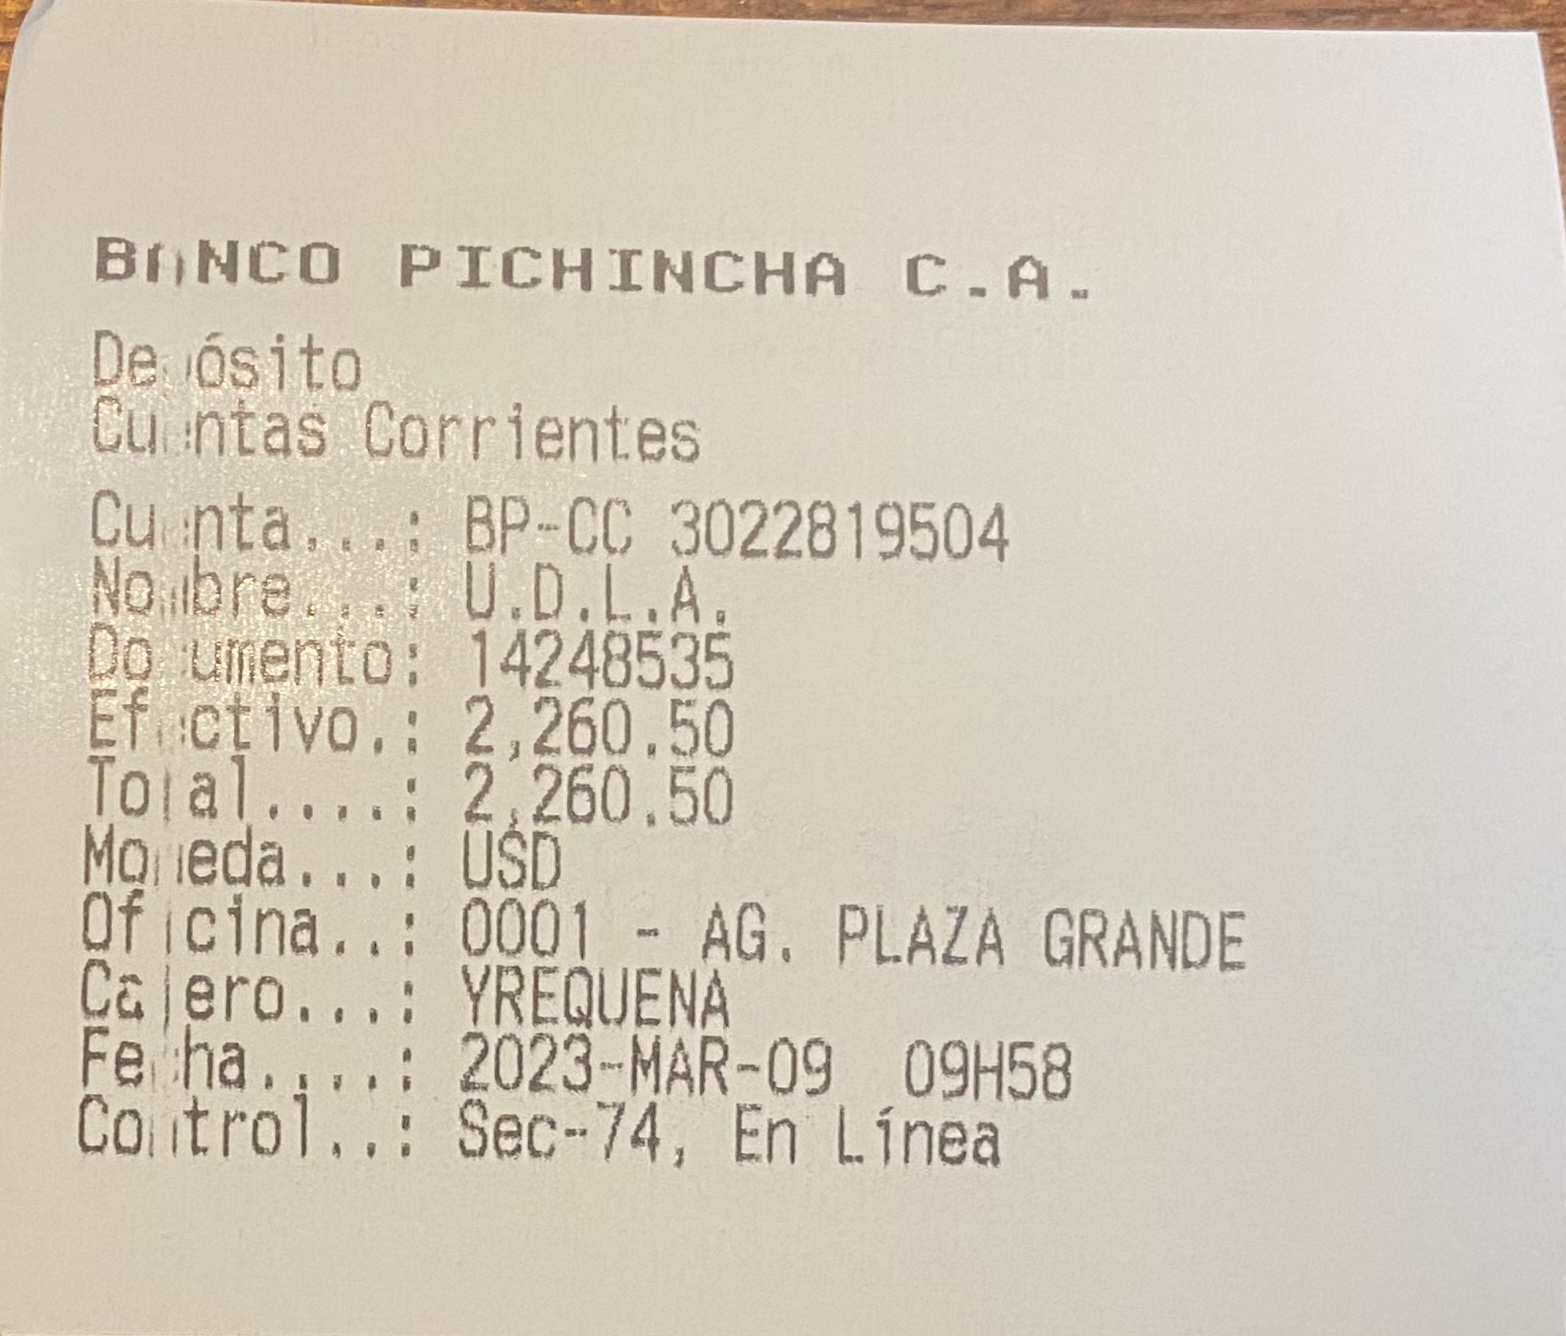 BANCO PICHINCHA C.A.
Depósito
Cuentas Corrientes
Cuenta...: BP-CC 3022819504
Nombre...: U.D.L.A.
Documento: 14248535
Efectivo.: 2,260.50
Total....: 2,260.50
Moneda...: USD
Oficina..: 0001 - AG. PLAZA GRANDE
Cajero...: YREQUENA
Fecha....: 2023-MAR-09 09H58
Control..: Sec-74, En Línea